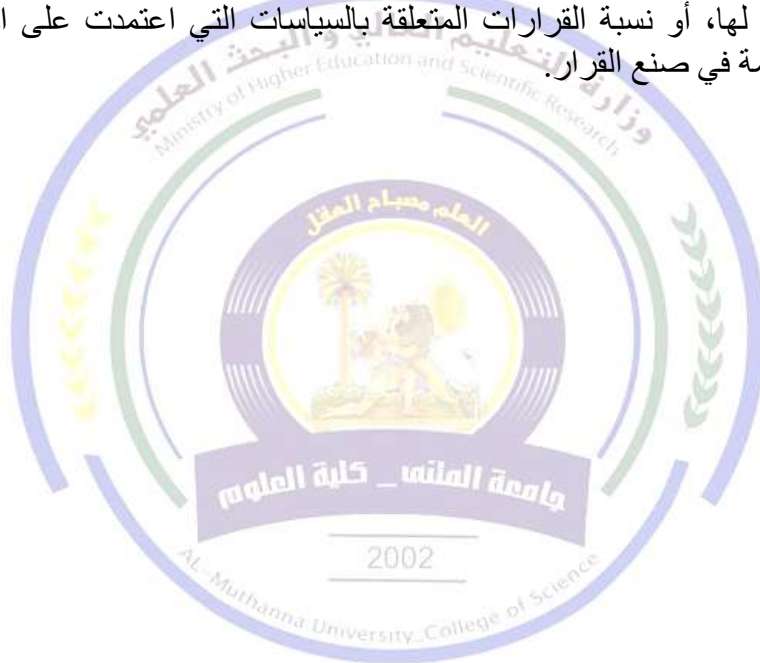 لها، أو نسبة القرارات المتعلقة بالسياسات التي اعتمدت على ا
مة في صنع القرار.
وزارة التعليم العالي و البحث العلمي
Ministry of Higher Education and Scientific Research
العلم مصباح العقل
جامعة المثنى _ كلية العلوم
2002
AL-Muthanna University_College of Science